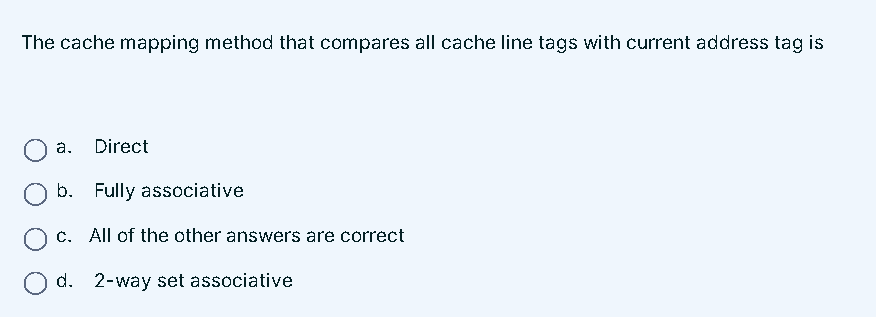 The cache mapping method that compares all cache line tags with current address tag is
a. Direct
b. Fully associative
c. All of the other answers are correct
d. 2-way set associative